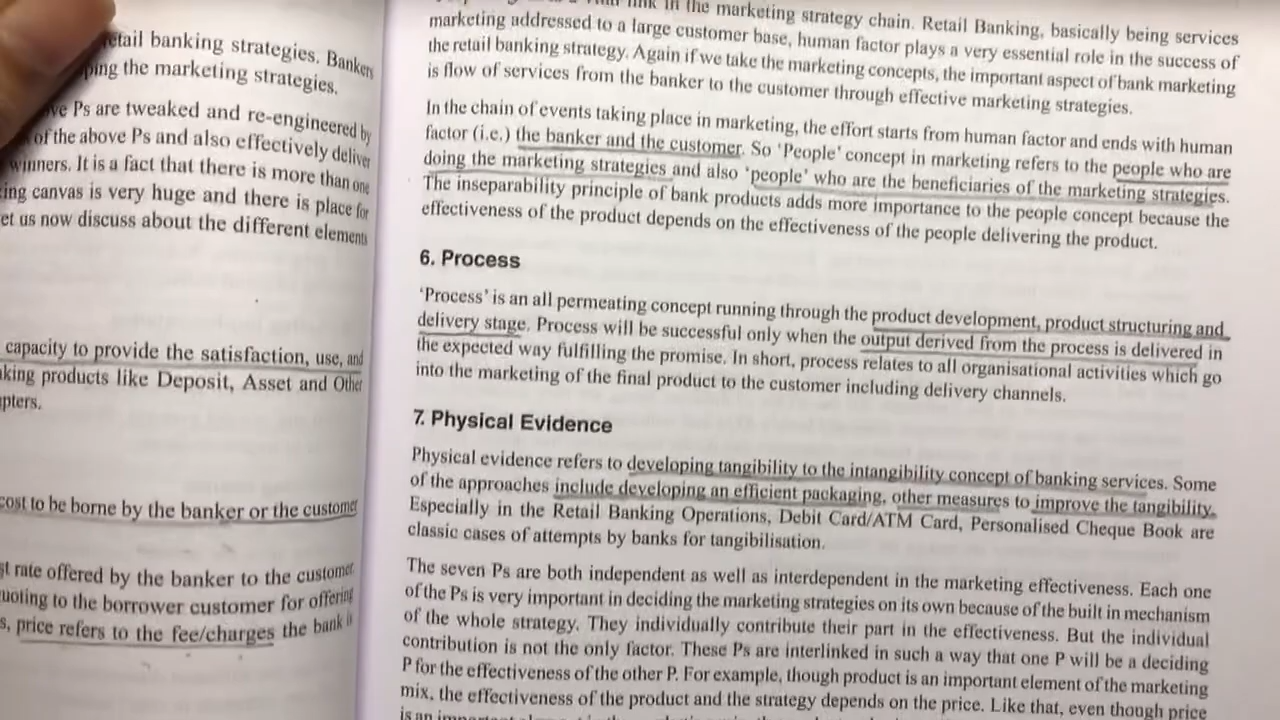 etail banking strategies. Bankers
ping the marketing strategies.
ve Ps are tweaked and re-engineered by
of the above Ps and also effectively deliver
winners. It is a fact that there is more than one
ing canvas is very huge and there is place for
et us now discuss about the different elements
capacity to provide the satisfaction, use, and
aking products like Deposit, Asset and Other
pters.
cost to be borne by the banker or the customer
st rate offered by the banker to the customer
uoting to the borrower customer for offering
s, price refers to the fee/charges the bank
link in the marketing strategy chain. Retail Banking, basically being services
marketing addressed to a large customer base, human factor plays a very essential role in the success of
the retail banking strategy. Again if we take the marketing concepts, the important aspect of bank marketing
is flow of services from the banker to the customer through effective marketing strategies.
In the chain of events taking place in marketing, the effort starts from human factor and ends with human
factor (i.e.) the banker and the customer. So ‘People’ concept in marketing refers to the people who are
doing the marketing strategies and also ‘people’ who are the beneficiaries of the marketing strategies.
The inseparability principle of bank products adds more importance to the people concept because the
effectiveness of the product depends on the effectiveness of the people delivering the product.
6. Process
‘Process’ is an all permeating concept running through the product development, product structuring and
delivery stage. Process will be successful only when the output derived from the process is delivered in
the expected way fulfilling the promise. In short, process relates to all organisational activities which go
into the marketing of the final product to the customer including delivery channels.
7. Physical Evidence
Physical evidence refers to developing tangibility to the intangibility concept of banking services. Some
of the approaches include developing an efficient packaging, other measures to improve the tangibility.
Especially in the Retail Banking Operations, Debit Card/ATM Card, Personalised Cheque Book are
classic cases of attempts by banks for tangibilisation.
The seven Ps are both independent as well as interdependent in the marketing effectiveness. Each one
of the Ps is very important in deciding the marketing strategies on its own because of the built in mechanism
of the whole strategy. They individually contribute their part in the effectiveness. But the individual
contribution is not the only factor. These Ps are interlinked in such a way that one P will be a deciding
P for the effectiveness of the other P. For example, though product is an important element of the marketing
mix, the effectiveness of the product and the strategy depends on the price. Like that, even though price